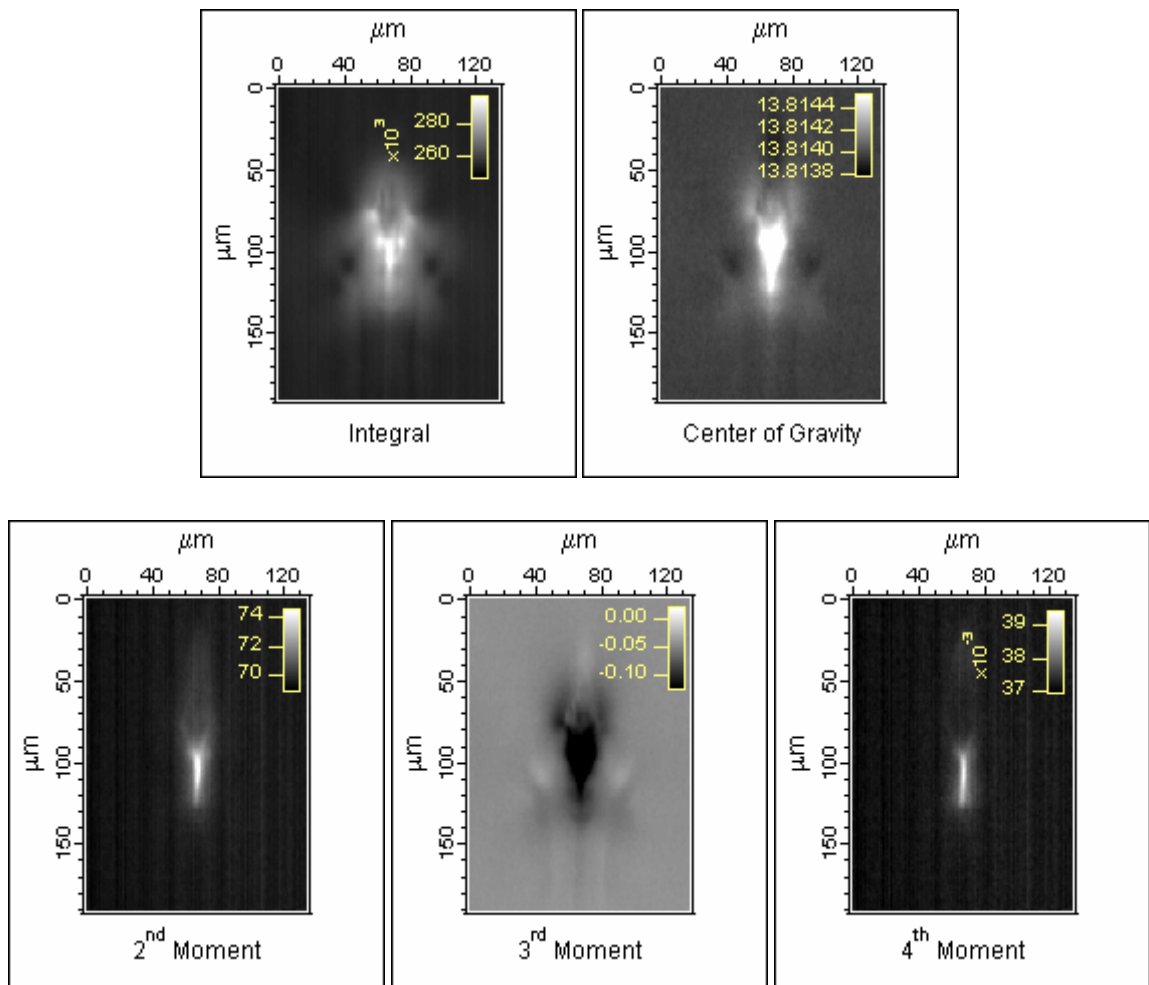 μm
0 40 80 120
0
50
100
150
μm
×10³
280
260
Integral
μm
0 40 80 120
0
50
100
150
μm
13.8144
13.8142
13.8140
13.8138
Center of Gravity
μm
0 40 80 120
0
50
100
150
μm
74
72
70
2nd Moment
μm
0 40 80 120
0
50
100
150
μm
0.00
-0.05
-0.10
3rd Moment
μm
0 40 80 120
0
50
100
150
μm
×10⁻³
39
38
37
4th Moment